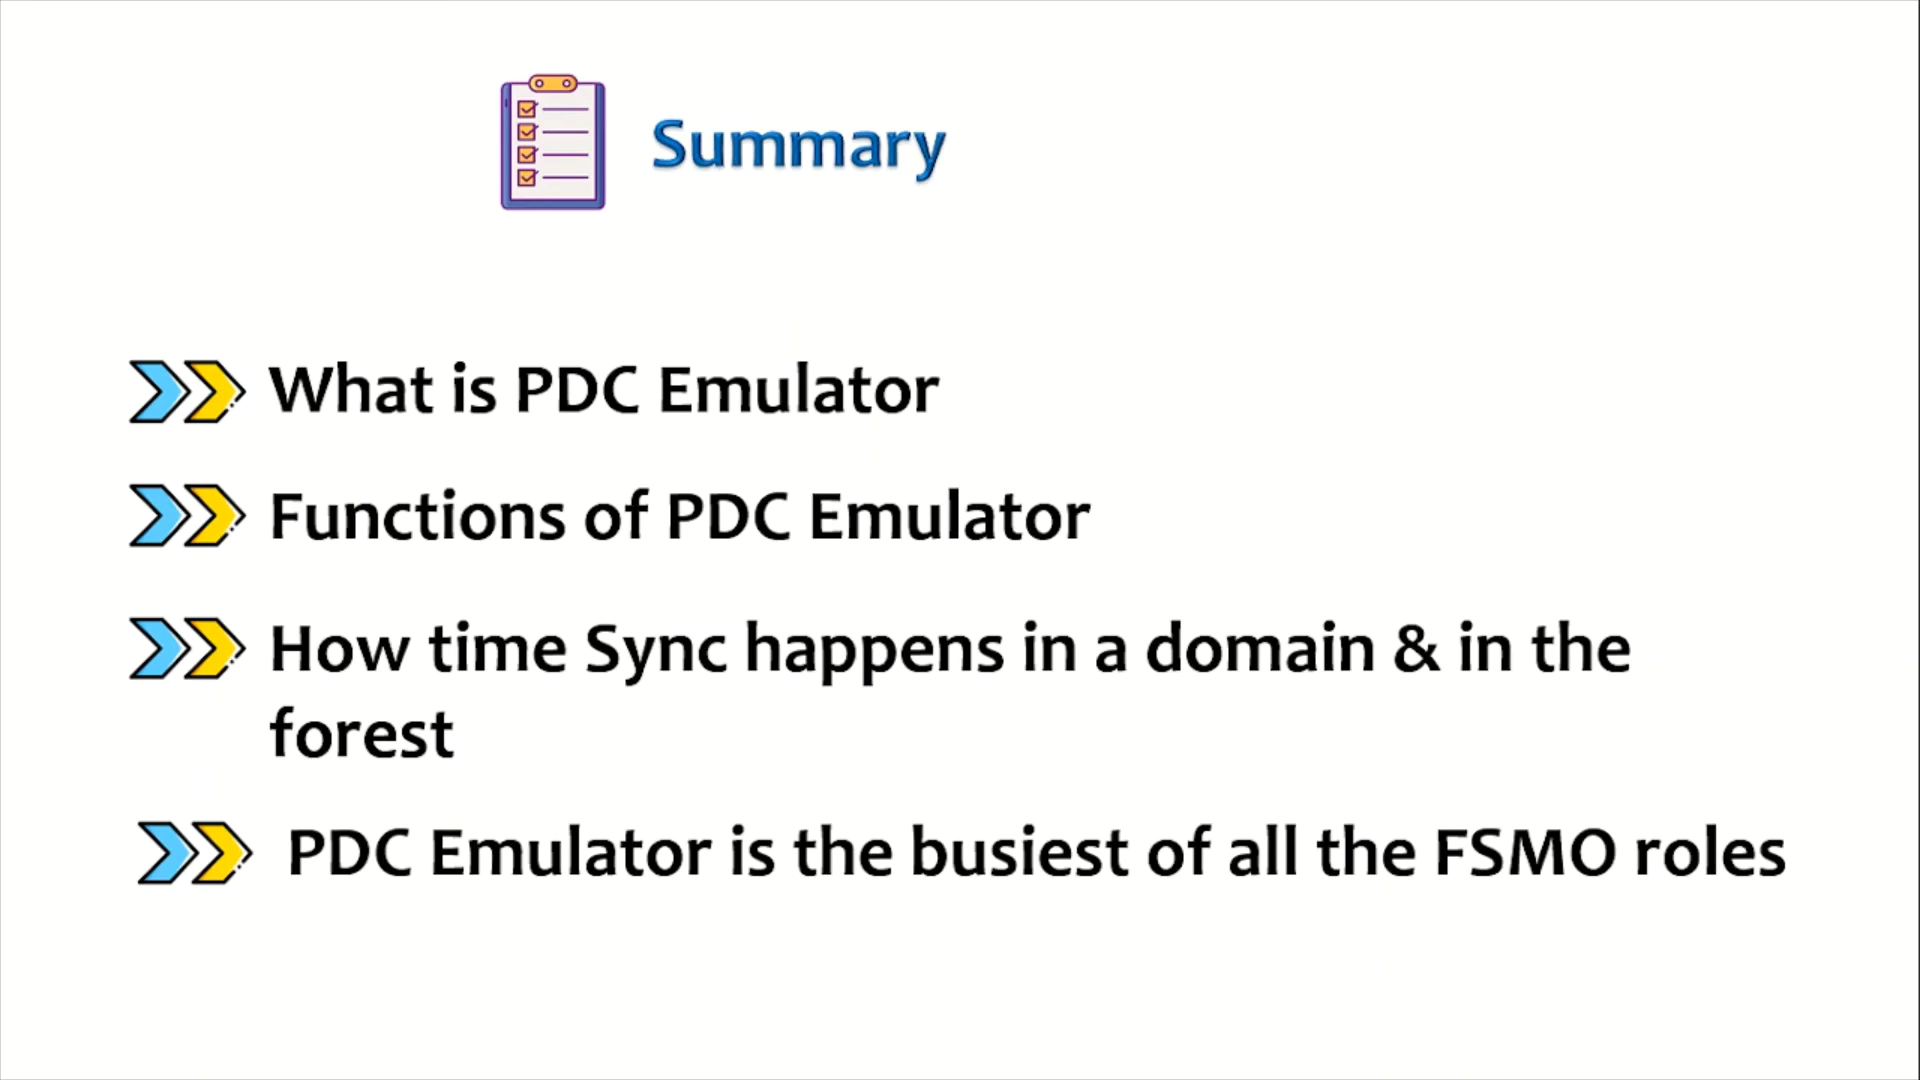 Summary
What is PDC Emulator
Functions of PDC Emulator
How time Sync happens in a domain & in the
forest
PDC Emulator is the busiest of all the FSMO roles